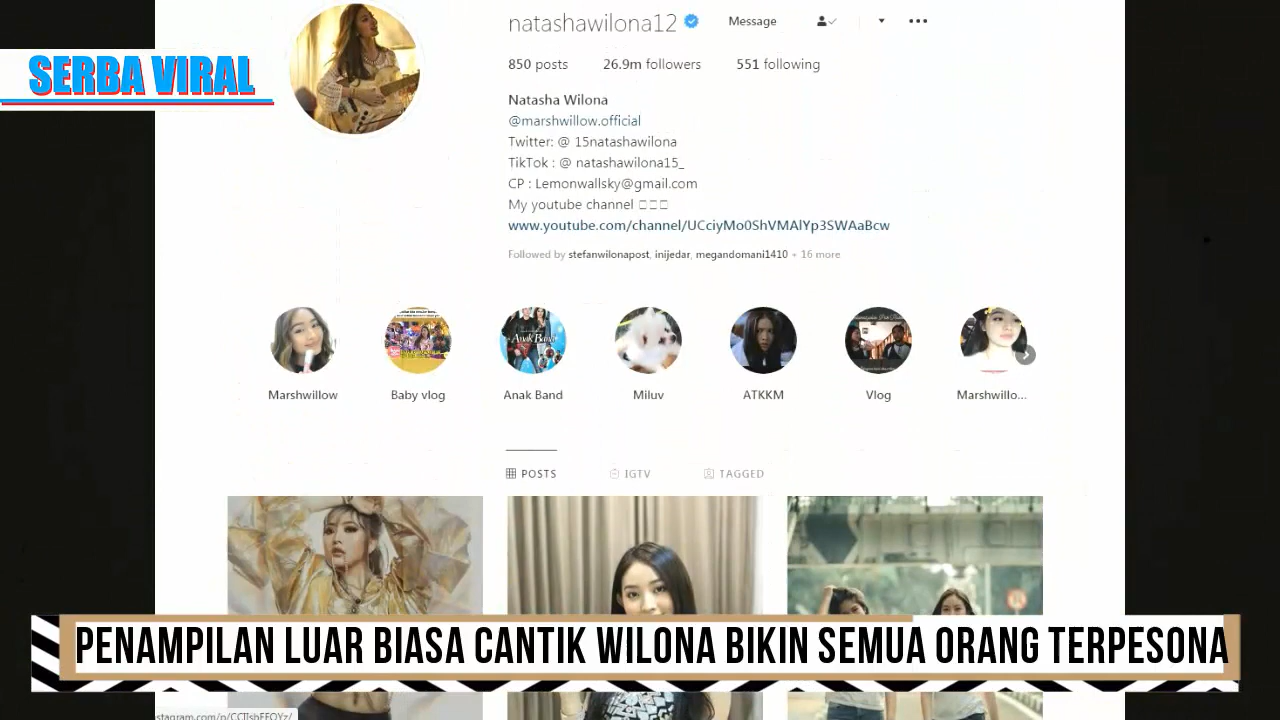 natashawilona12 Message
SERBA VIRAL
850 posts 26.9m followers 551 following
Natasha Wilona
@marshwillow.official
Twitter: @ 15natashawilona
TikTok : @ natashawilona15_
CP : Lemonwallsky@gmail.com
My youtube channel
www.youtube.com/channel/UCciyMo0ShVMAlYp3SWAaBcw
Followed by stefanwilonapost, inijedar, megandomani1410 • 16 more
Anak Band
Marshwillow Baby vlog Anak Band Miluv ATKKM Vlog Marshwillo...
POSTS IGTV TAGGED
PENAMPILAN LUAR BIASA CANTIK WILONA BIKIN SEMUA ORANG TERPESONA